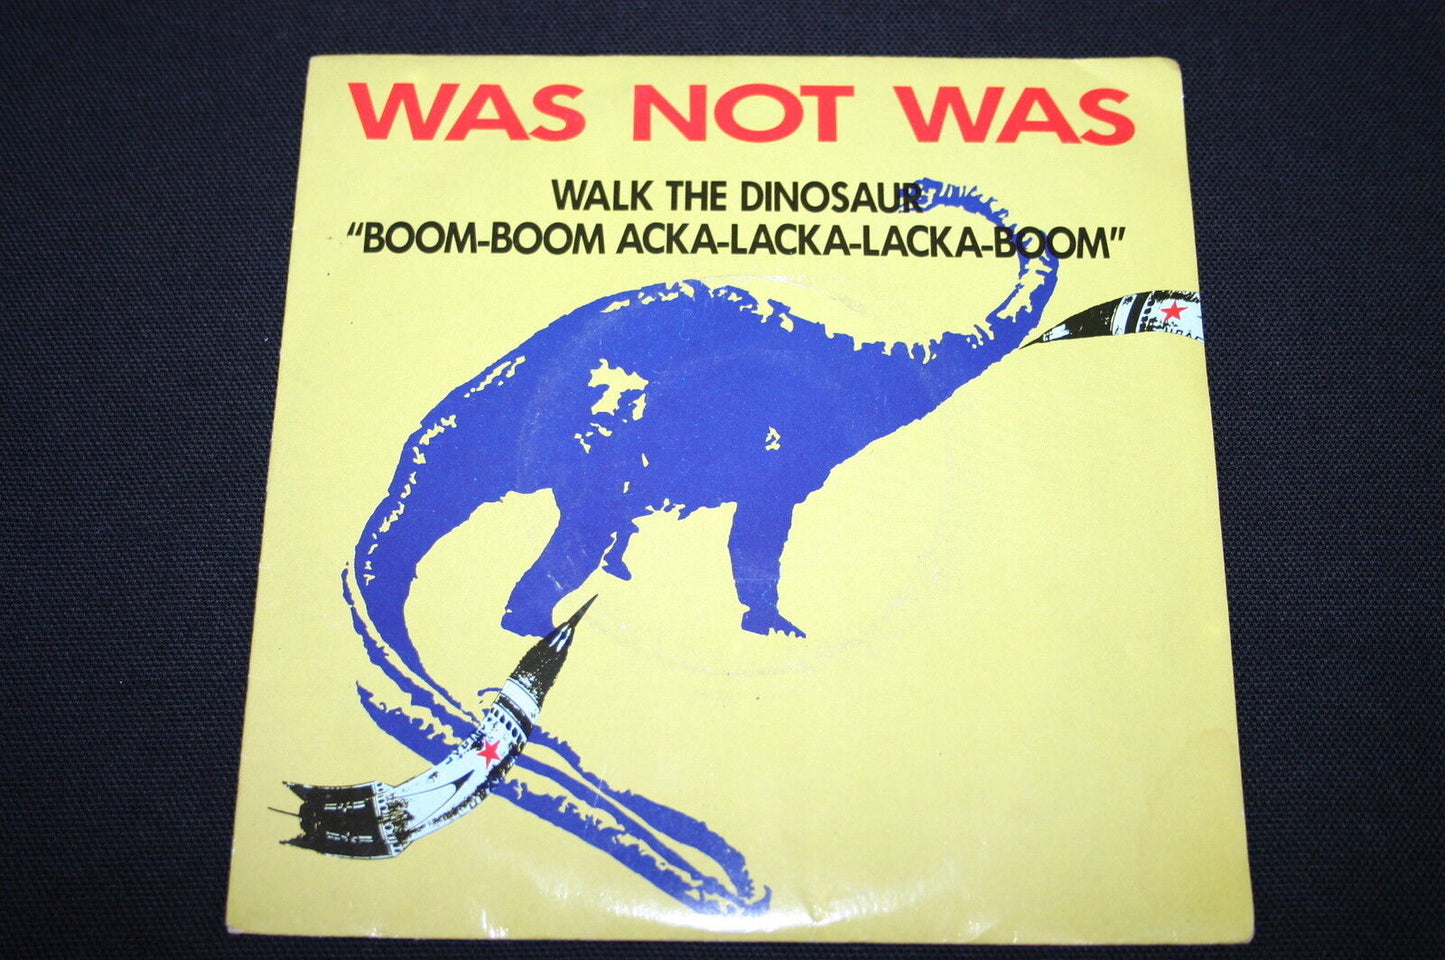 WAS NOT WAS
WALK THE DINOSAUR
“BOOM-BOOM ACKA-LACKA-LACKA-BOOM”